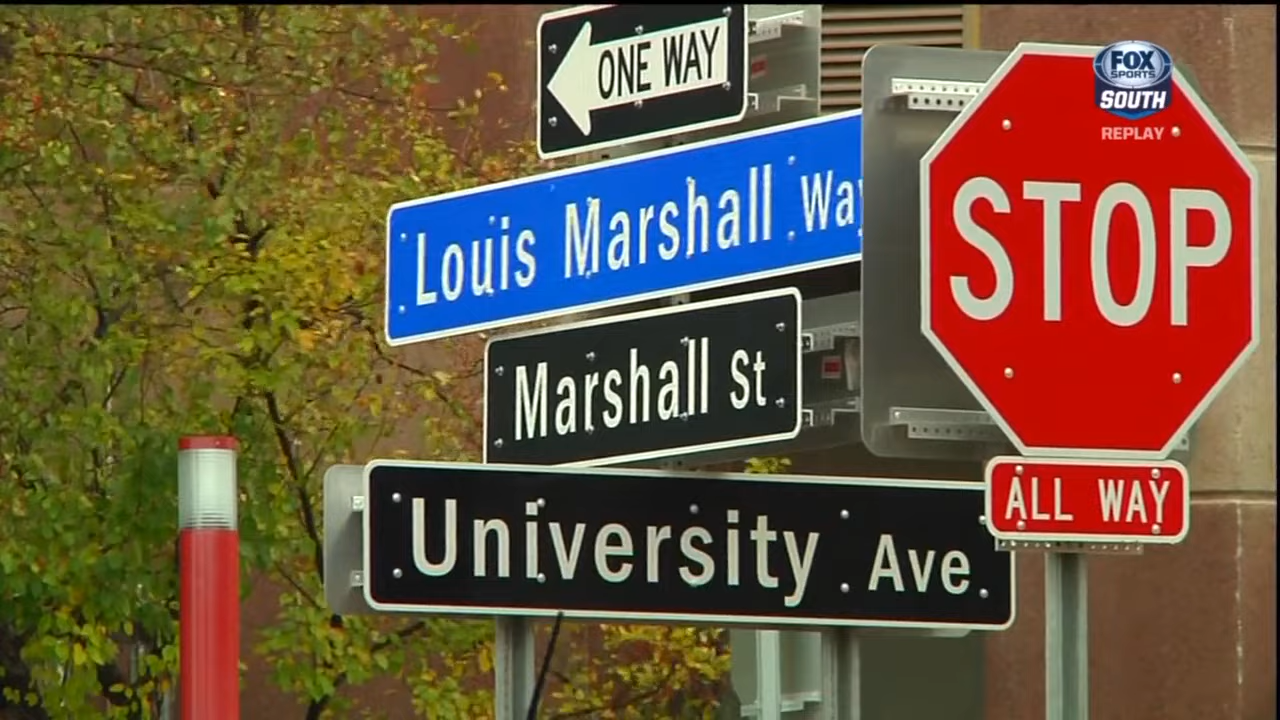 ONE WAY
FOX
SPORTS
SOUTH
REPLAY
Louis Marshall Way
STOP
Marshall St
ALL WAY
University Ave